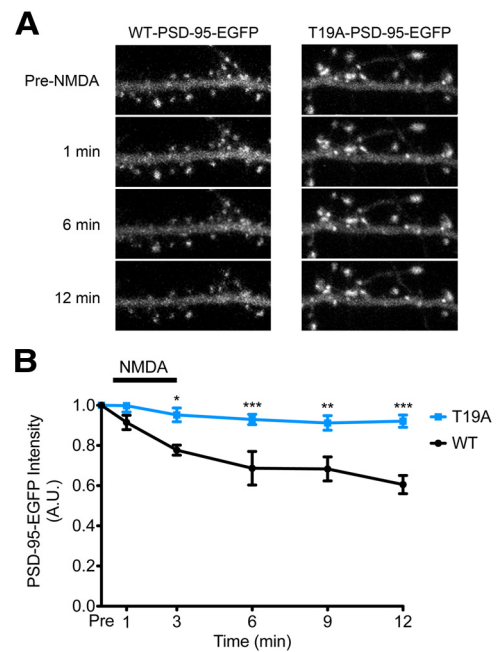 A
WT-PSD-95-EGFP
T19A-PSD-95-EGFP
Pre-NMDA
1 min
6 min
12 min
B
NMDA
* *** ** ***
1.0
0.8
0.6
0.4
0.2
0.0
PSD-95-EGFP Intensity
(A.U.)
T19A
WT
Pre 1 3 6 9 12
Time (min)